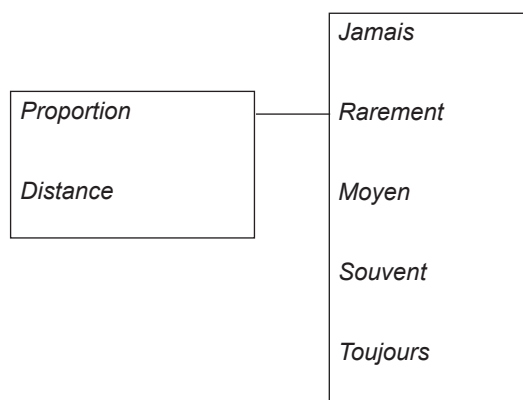 Proportion
Distance
Jamais
Rarement
Moyen
Souvent
Toujours